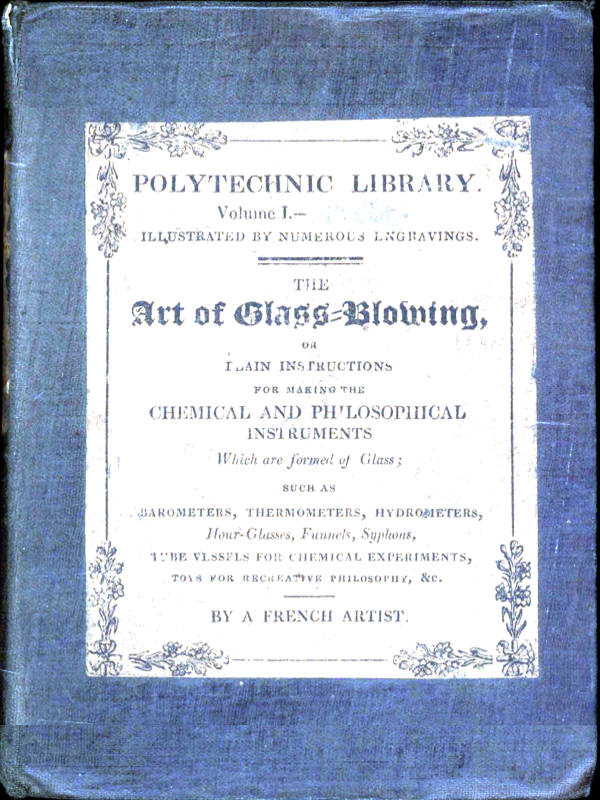 POLYTECHNIC LIBRARY.
Volume I.—
ILLUSTRATED BY NUMEROUS ENGRAVINGS.
THE
Art of Glass=Blowing,
OR
PLAIN INSTRUCTIONS
FOR MAKING THE
CHEMICAL AND PHILOSOPHICAL
INSTRUMENTS
Which are formed of Glass;
SUCH AS
BAROMETERS, THERMOMETERS, HYDROMETERS,
Hour-Glasses, Funnels, Syphons,
TUBE VESSELS FOR CHEMICAL EXPERIMENTS,
TOYS FOR RECREATIVE PHILOSOPHY, &c.
BY A FRENCH ARTIST.